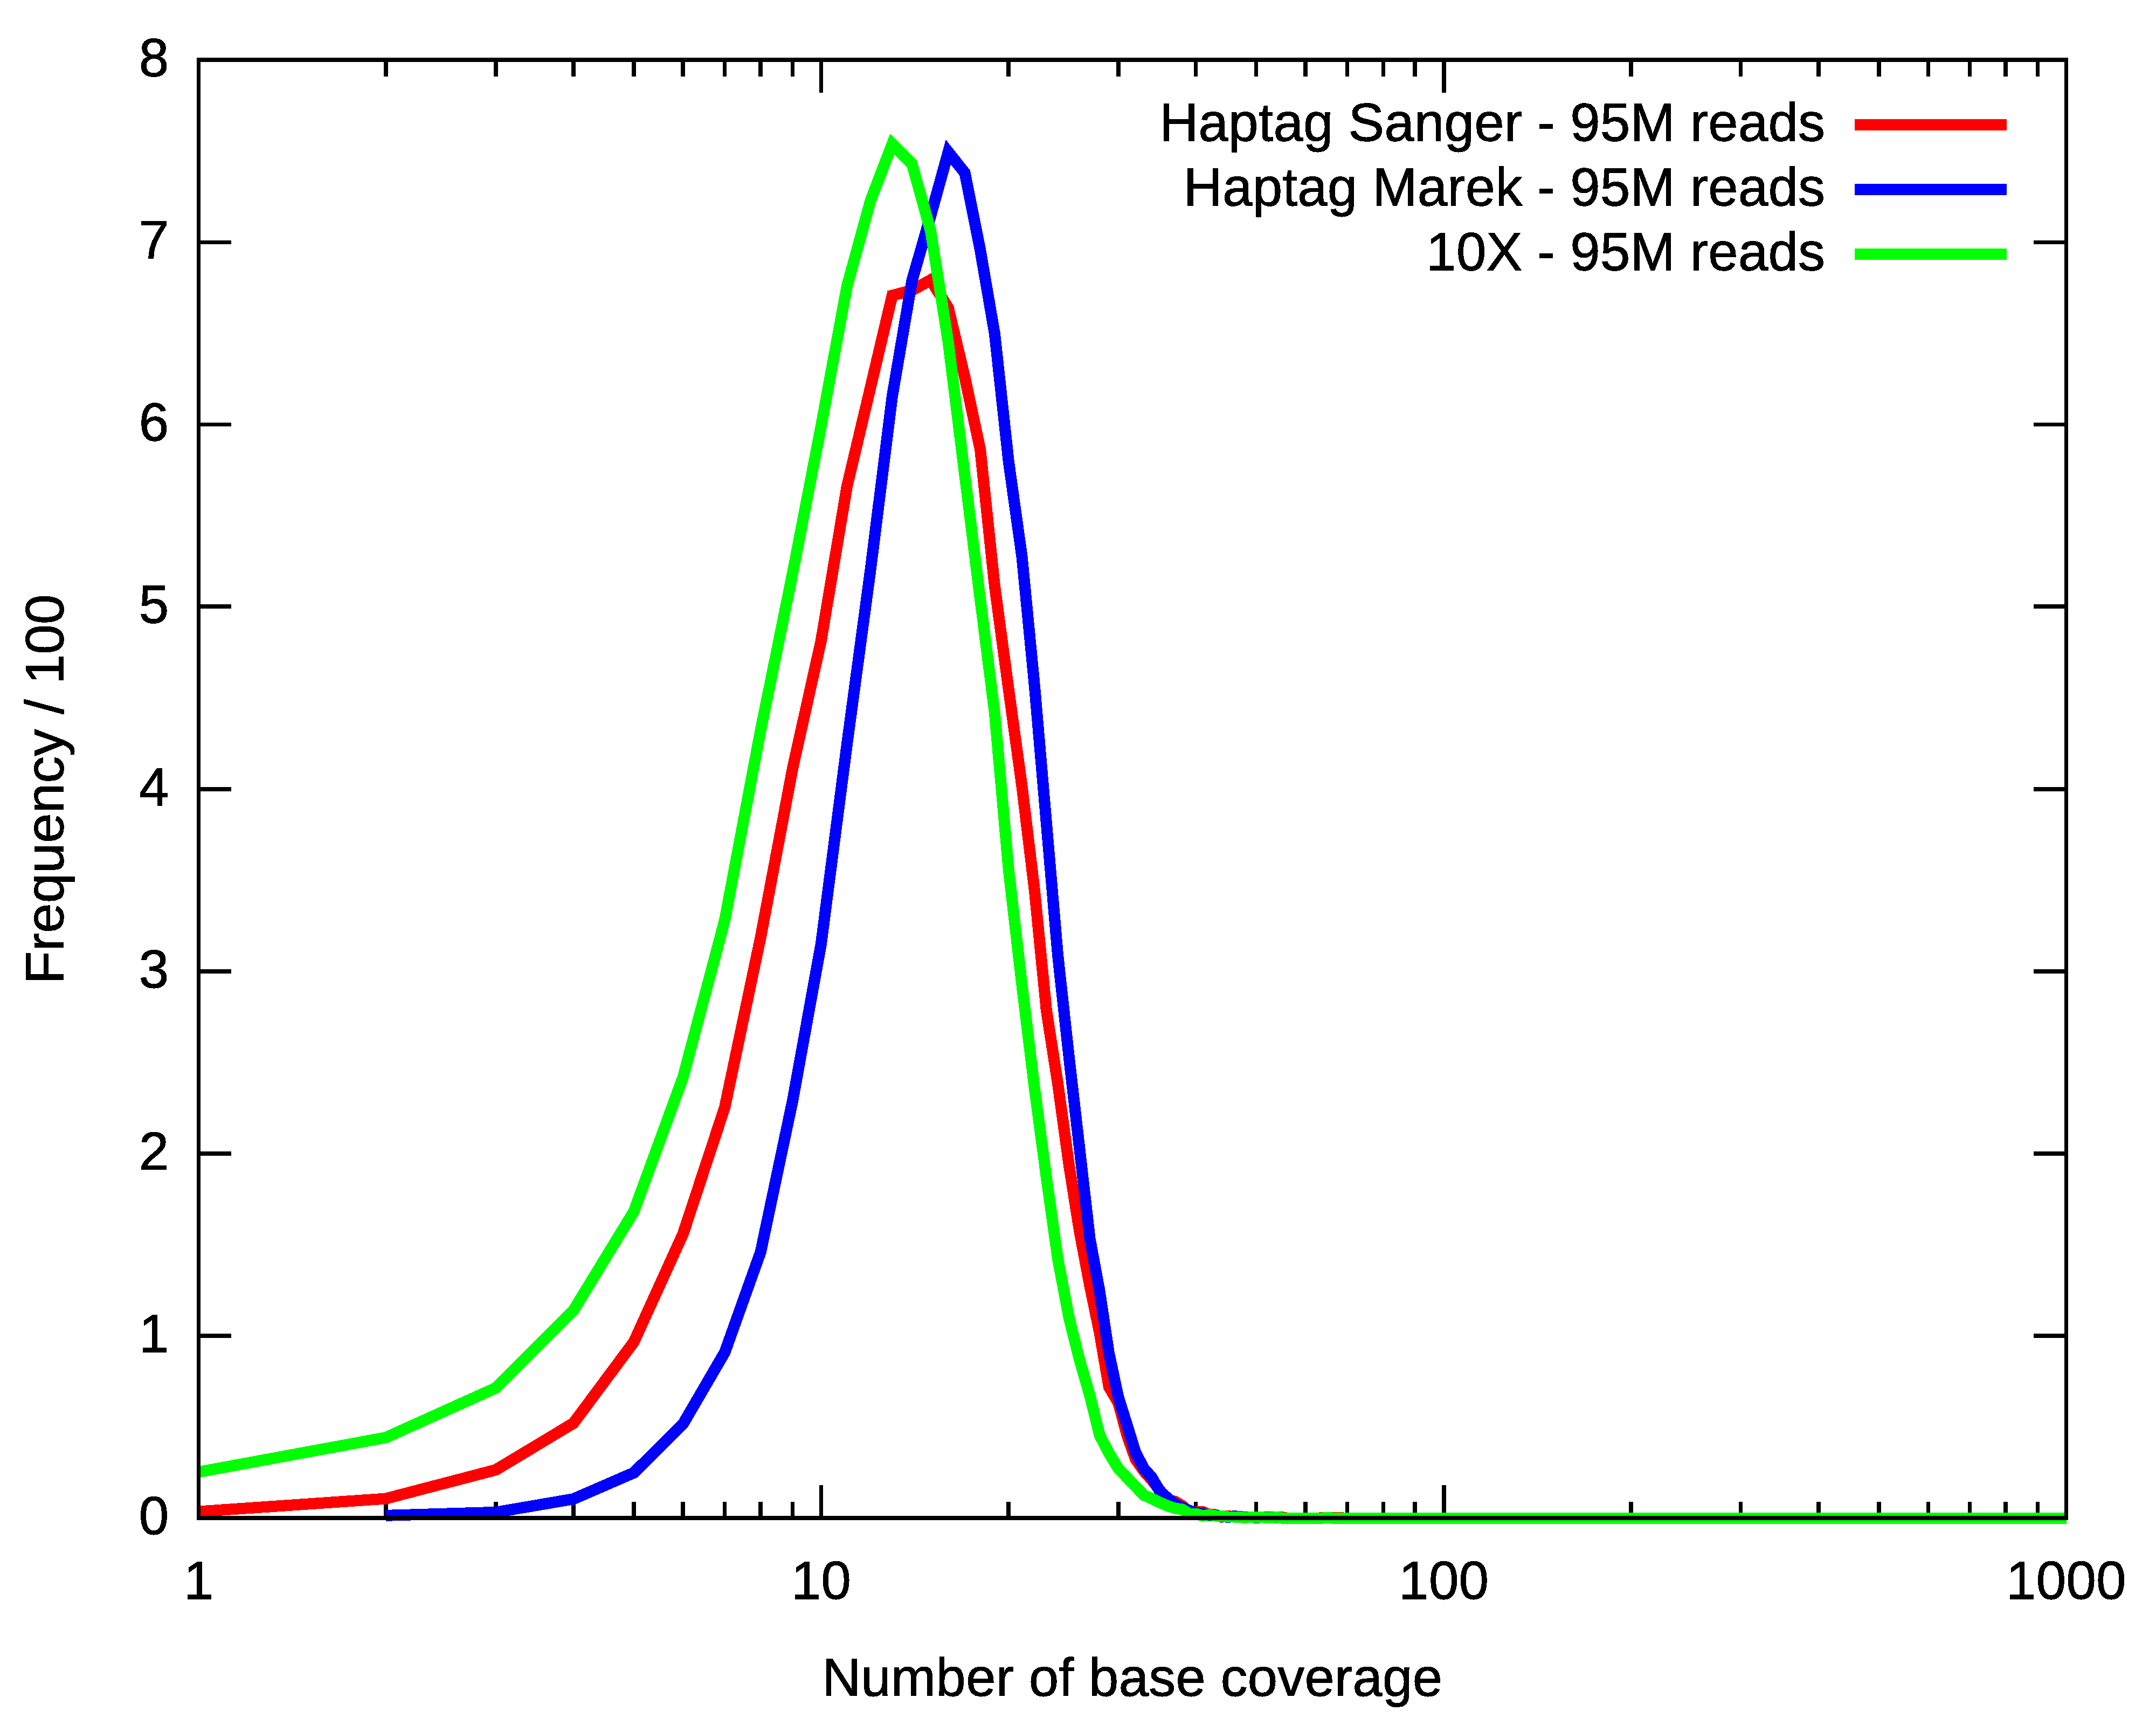 8
Haptag Sanger - 95M reads
Haptag Marek - 95M reads
10X - 95M reads
7
6
5
4
3
2
1
0
Frequency / 100
1 10 100 1000
Number of base coverage